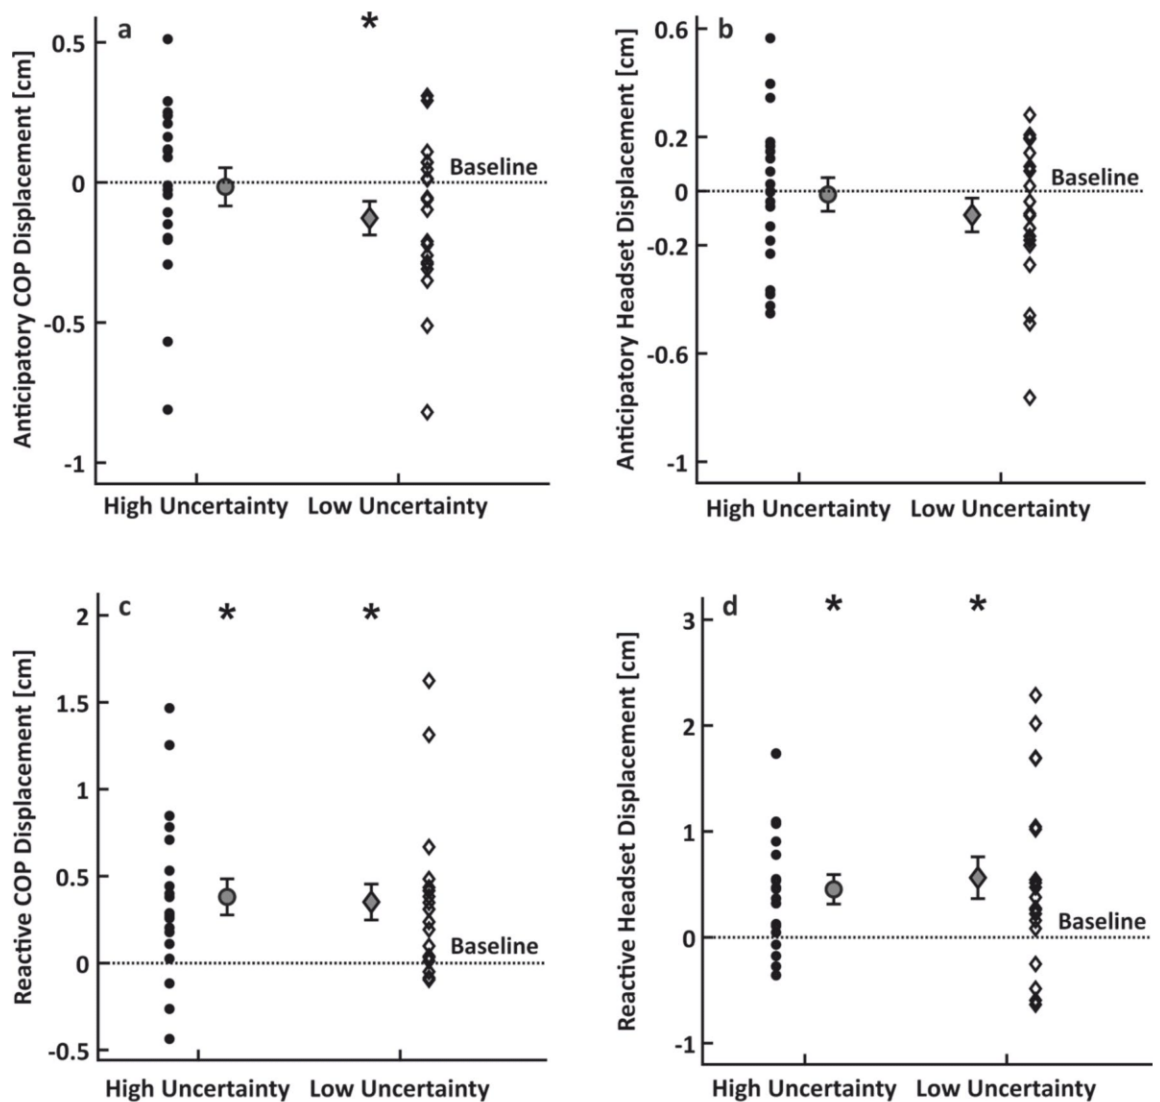 a
*
Anticipatory COP Displacement [cm]
0.5
0
-0.5
-1
Baseline
High Uncertainty
Low Uncertainty
b
Anticipatory Headset Displacement [cm]
0.6
0.2
0
-0.2
-0.6
-1
Baseline
High Uncertainty
Low Uncertainty
c
*
*
Reactive COP Displacement [cm]
2
1.5
1
0.5
0
-0.5
Baseline
High Uncertainty
Low Uncertainty
d
*
*
Reactive Headset Displacement [cm]
3
2
1
0
-1
Baseline
High Uncertainty
Low Uncertainty